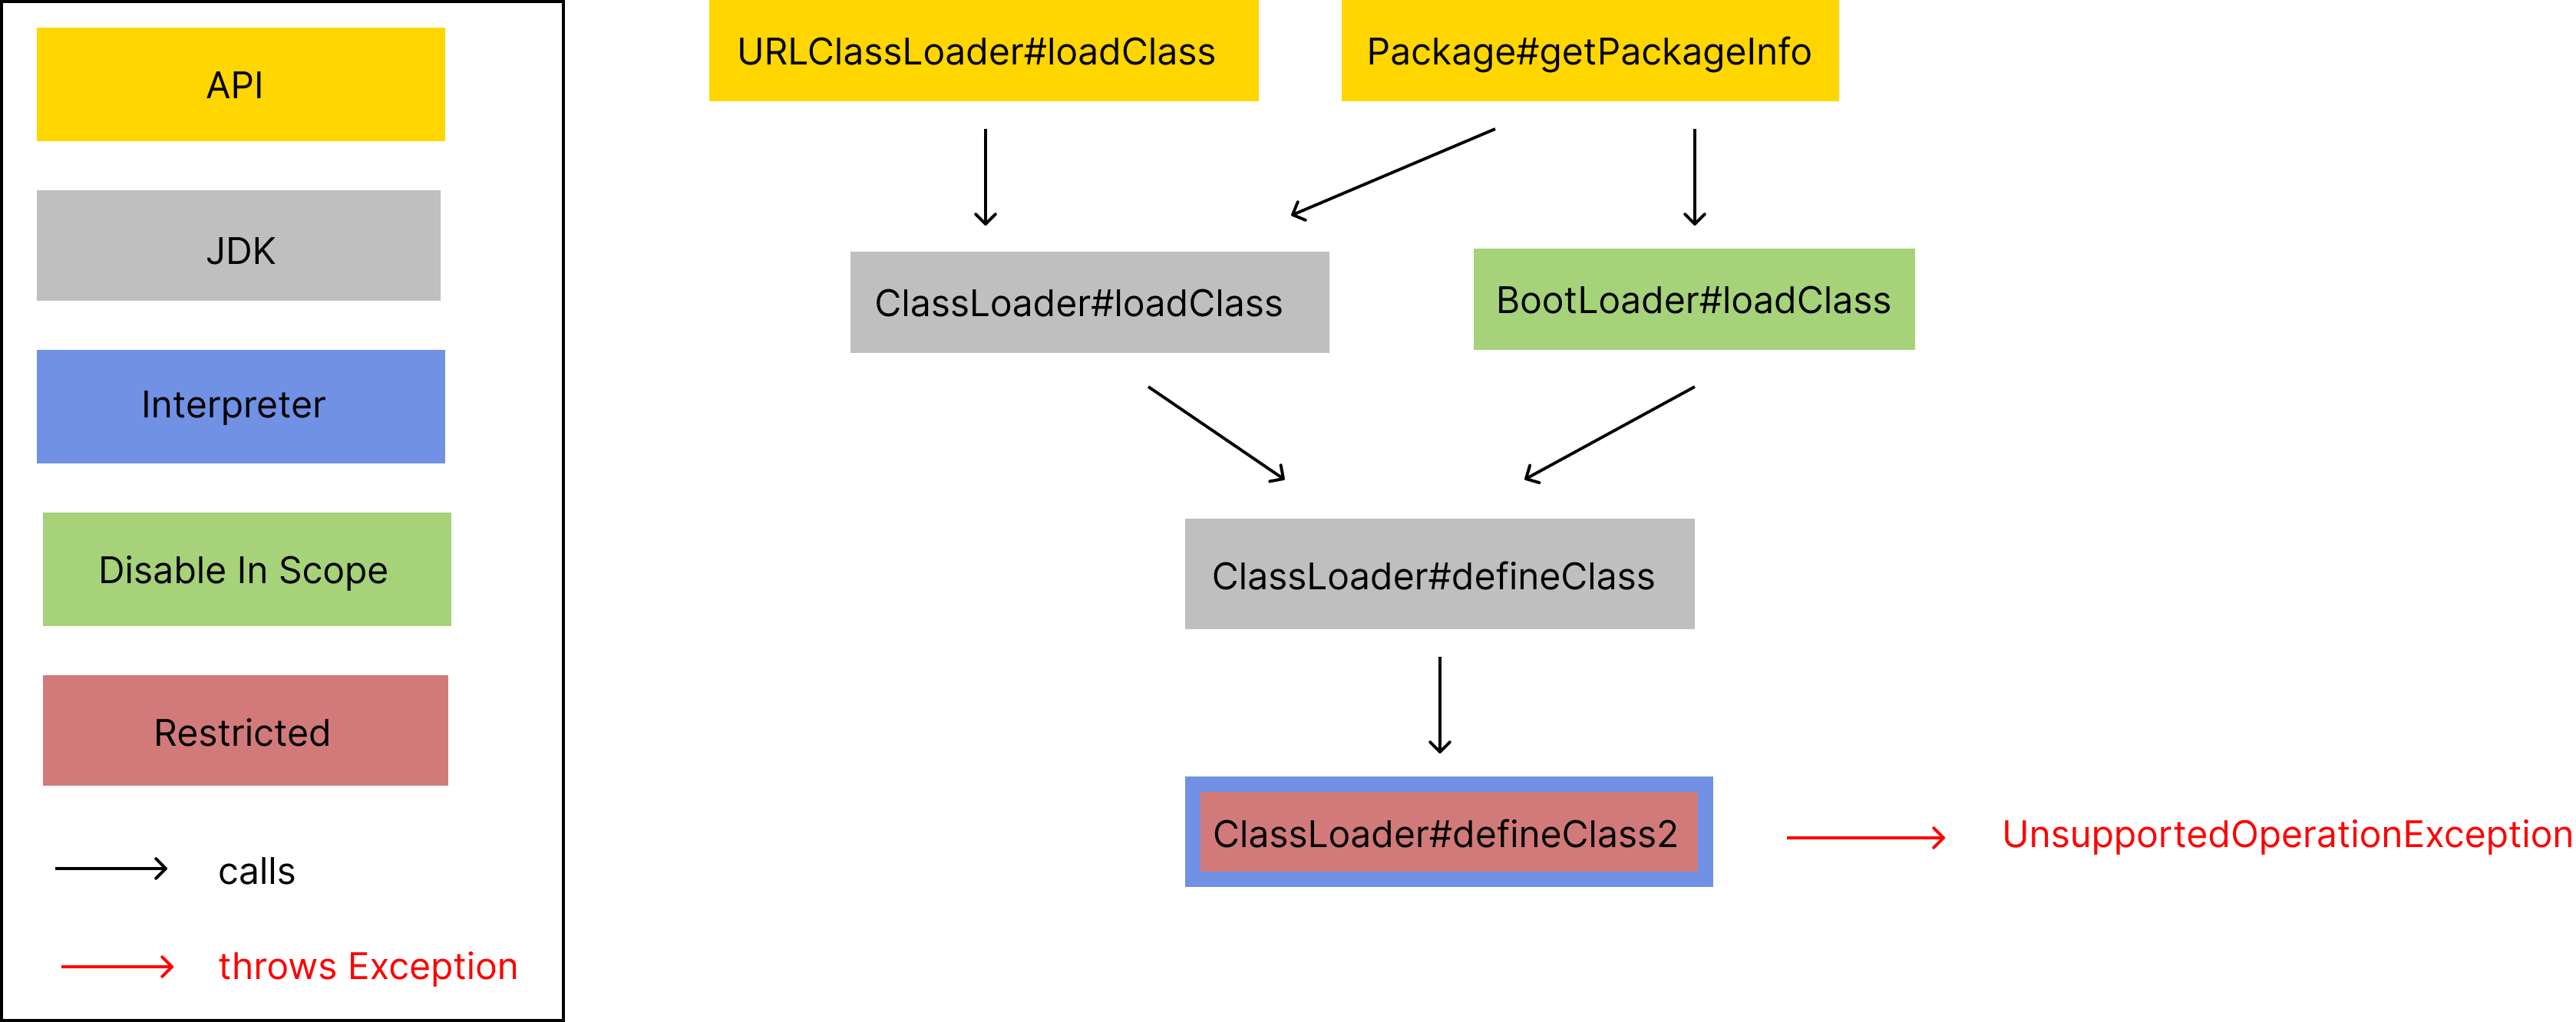 API
JDK
Interpreter
Disable In Scope
Restricted
calls
throws Exception
URLClassLoader#loadClass
Package#getPackageInfo
ClassLoader#loadClass
BootLoader#loadClass
ClassLoader#defineClass
ClassLoader#defineClass2
UnsupportedOperationException